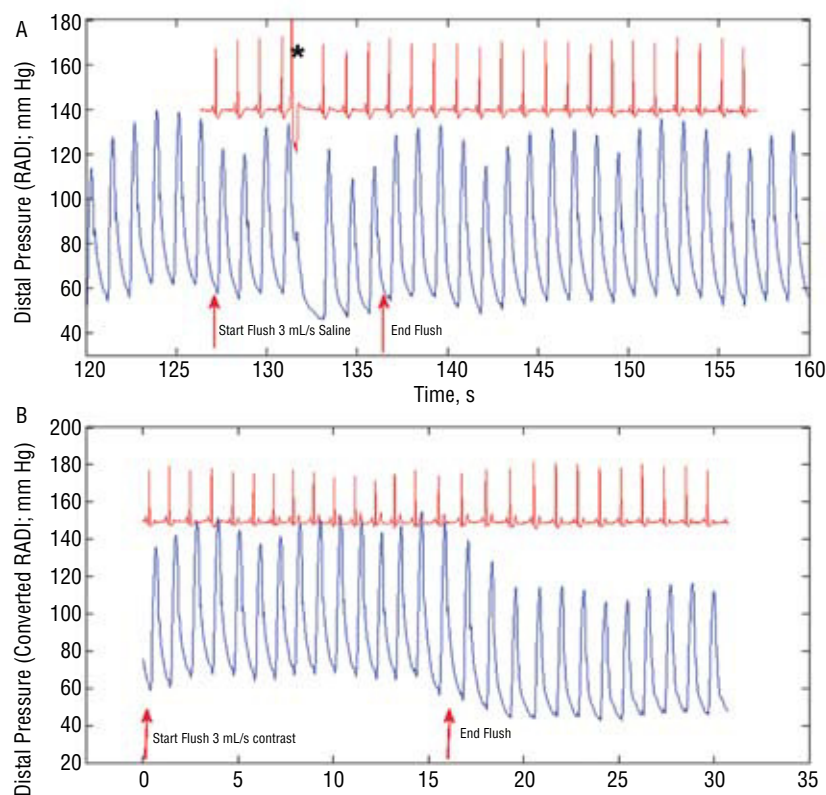 A
Distal Pressure (RADI; mm Hg)
180
160
140
120
100
80
60
40
*
Start Flush 3 mL/s Saline
End Flush
120 125 130 135 140 145 150 155 160
Time, s
B
Distal Pressure (Converted RADI; mm Hg)
200
180
160
140
120
100
80
60
40
20
Start Flush 3 mL/s contrast
End Flush
0 5 10 15 20 25 30 35